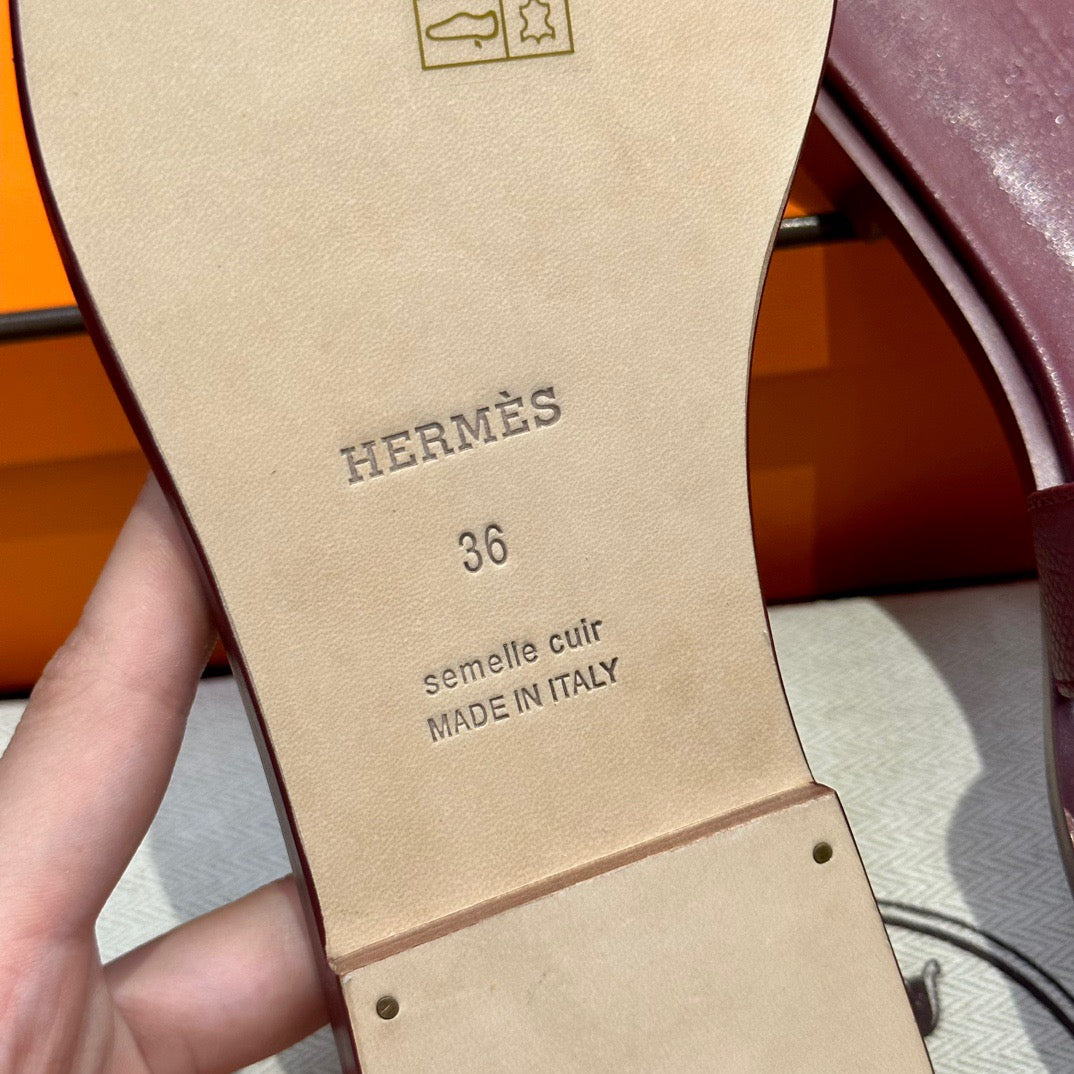 HERMÈS
36
semelle cuir
MADE IN ITALY